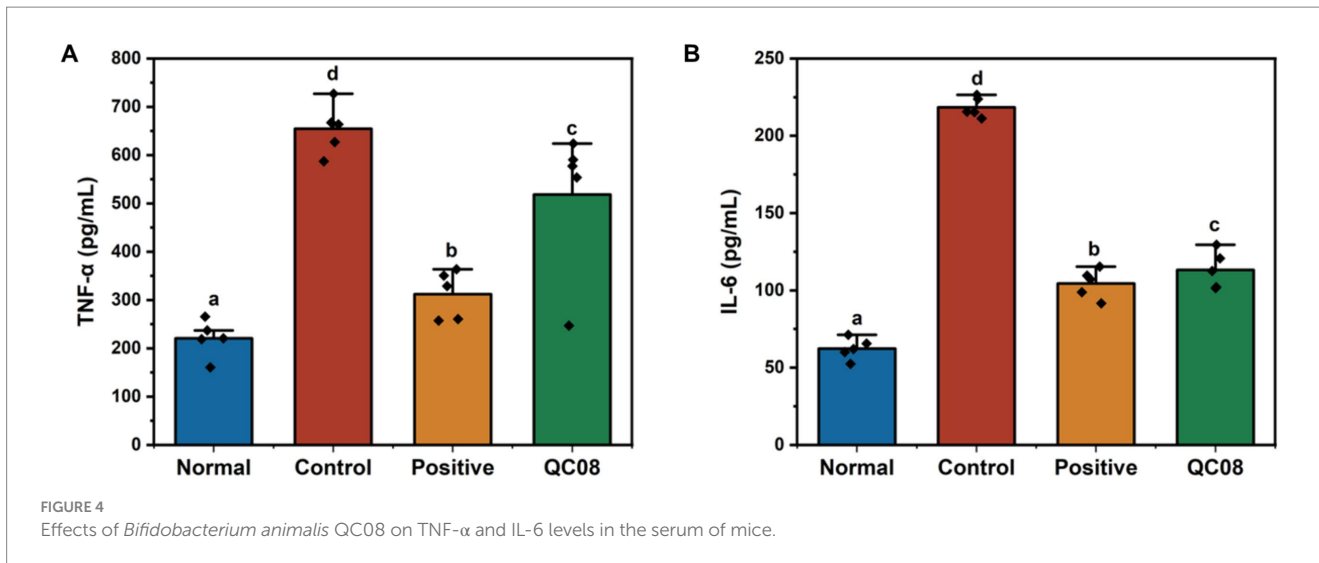 A
800
700
600
500
400
300
200
100
0
TNF-α (pg/mL)
a
d
b
c
Normal Control Positive QC08
B
250
200
150
100
50
0
IL-6 (pg/mL)
a
d
b
c
Normal Control Positive QC08
FIGURE 4
Effects of Bifidobacterium animalis QC08 on TNF-α and IL-6 levels in the serum of mice.